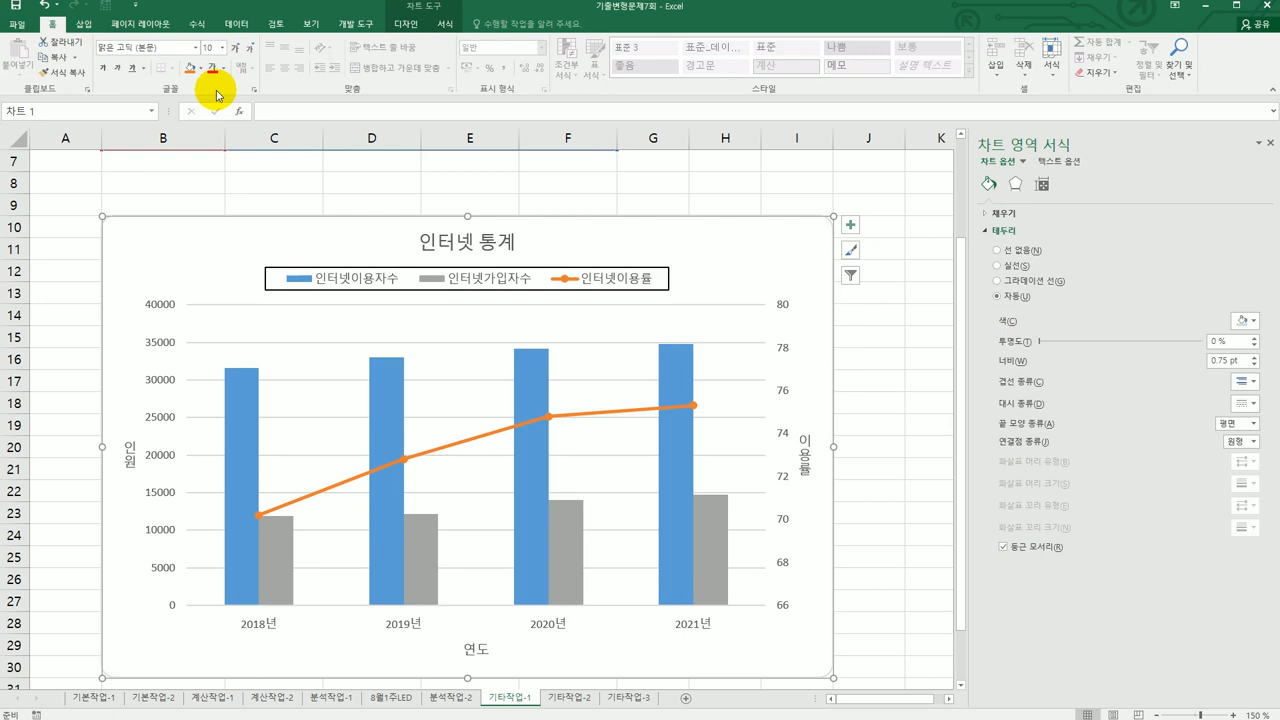 차트 도구
기출변형문제7회 - Excel
파일 홈 삽입 페이지 레이아웃 수식 데이터 검토 보기 개발 도구 디자인 서식 수행할 작업을 알려 주세요. 공유
붙여넣기
잘라내기
복사
서식 복사
클립보드
맑은 고딕 (본문) 10
가 가 가
글꼴
텍스트 줄 바꿈
병합하고 가운데 맞춤
맞춤
일반
표시 형식
조건부 서식
표 서식
표준 3 표준_데이... 표준 나쁨 보통
좋음 경고문 계산 메모 설명 텍스트
스타일
삽입 삭제 서식
셀
자동 합계
채우기
지우기
정렬 및 필터
찾기 및 선택
편집
차트 1
fx
A B C D E F G H I J K
7
8
9
10
11
12
13
14
15
16
17
18
19
20
21
22
23
24
25
26
27
28
29
30
인터넷 통계
인터넷이용자수 인터넷가입자수 인터넷이용률
40000
35000
30000
25000
20000
15000
10000
5000
0
인원
80
78
76
74
72
70
68
66
이용률
2018년 2019년 2020년 2021년
연도
차트 영역 서식
차트 옵션 텍스트 옵션
채우기
테두리
선 없음(N)
실선(S)
그라데이션 선(G)
자동(U)
색(C)
투명도(T) 0 %
너비(W) 0.75 pt
겹선 종류(C)
대시 종류(D)
끝 모양 종류(A) 평면
연결점 종류(J) 원형
화살표 머리 유형(B)
화살표 머리 크기(S)
화살표 꼬리 유형(E)
화살표 꼬리 크기(N)
둥근 모서리(R)
기본작업-1 기본작업-2 계산작업-1 계산작업-2 분석작업-1 8월1주LED 분석작업-2 기타작업-1 기타작업-2 기타작업-3
준비
150 %